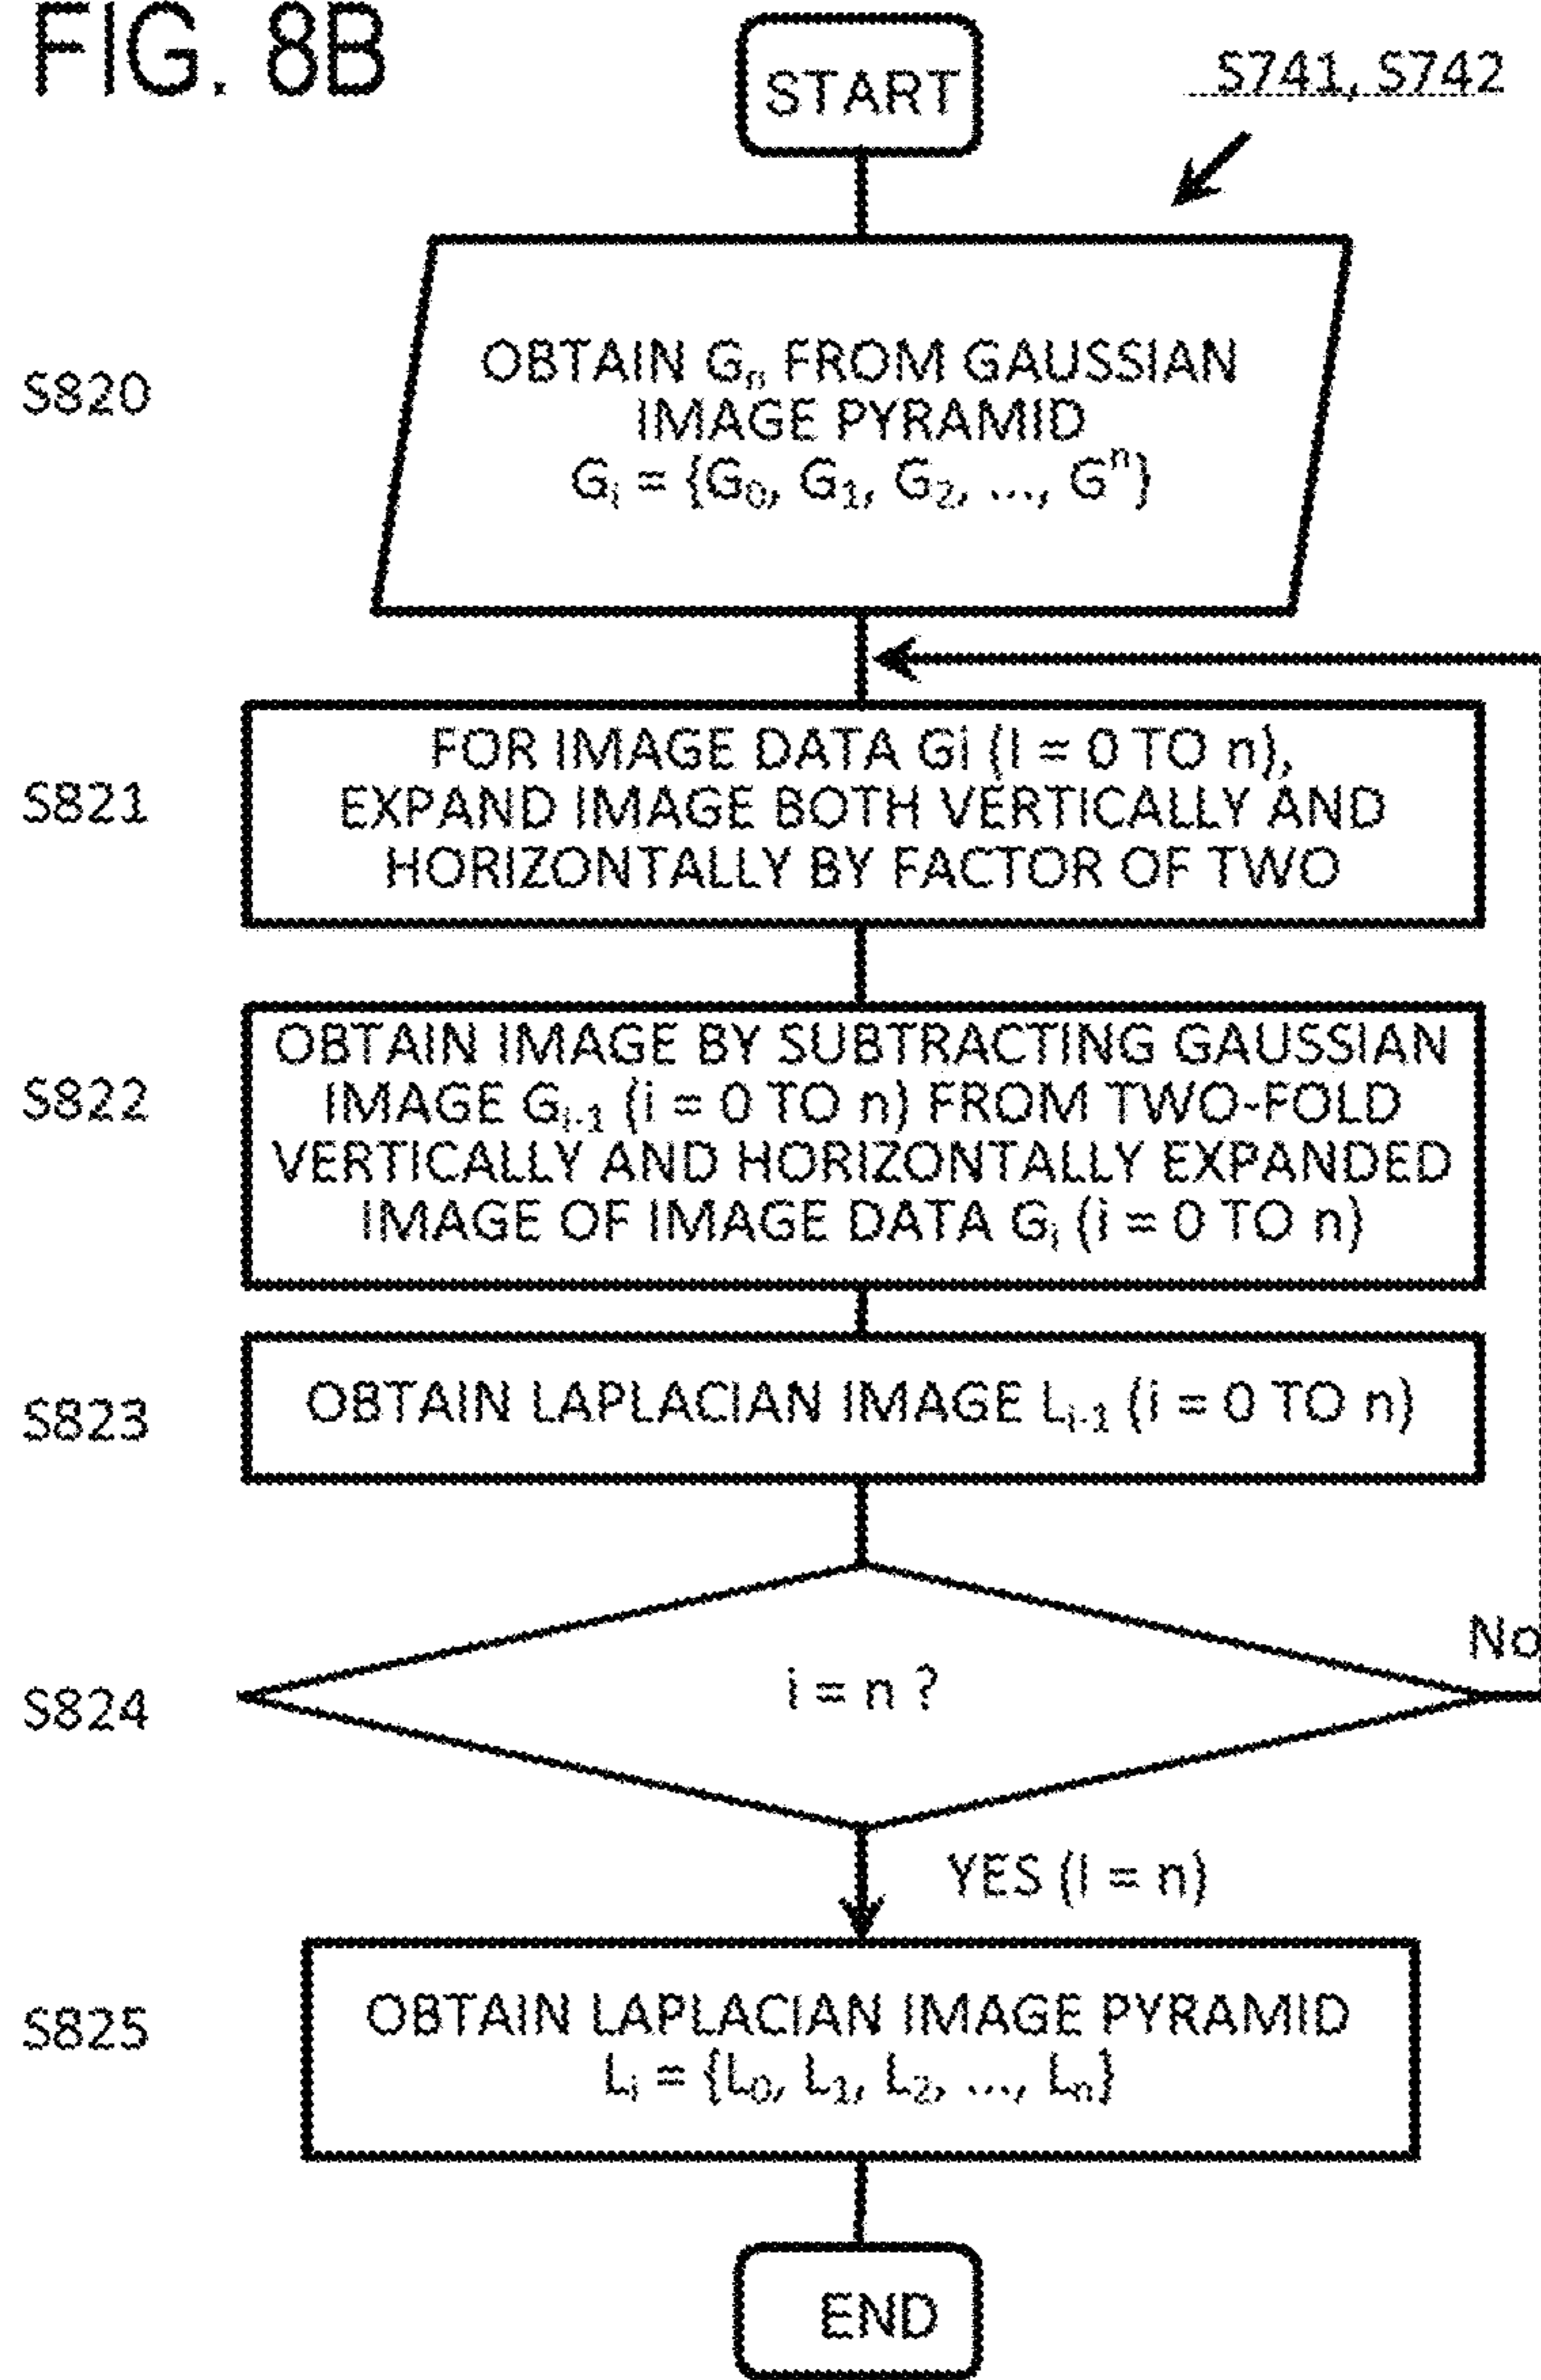 FIG. 8B
START
S741, S742
S820
OBTAIN Gₙ FROM GAUSSIAN
IMAGE PYRAMID
Gᵢ = {G₀, G₁, G₂, ..., Gⁿ}
S821
FOR IMAGE DATA Gi (I = 0 TO n),
EXPAND IMAGE BOTH VERTICALLY AND
HORIZONTALLY BY FACTOR OF TWO
S822
OBTAIN IMAGE BY SUBTRACTING GAUSSIAN
IMAGE Gᵢ₋₁ (i = 0 TO n) FROM TWO-FOLD
VERTICALLY AND HORIZONTALLY EXPANDED
IMAGE OF IMAGE DATA Gᵢ (i = 0 TO n)
S823
OBTAIN LAPLACIAN IMAGE Lᵢ₋₁ (i = 0 TO n)
S824
i = n ?
No
YES (I = n)
S825
OBTAIN LAPLACIAN IMAGE PYRAMID
Lᵢ = {L₀, L₁, L₂, ..., Lₙ}
END